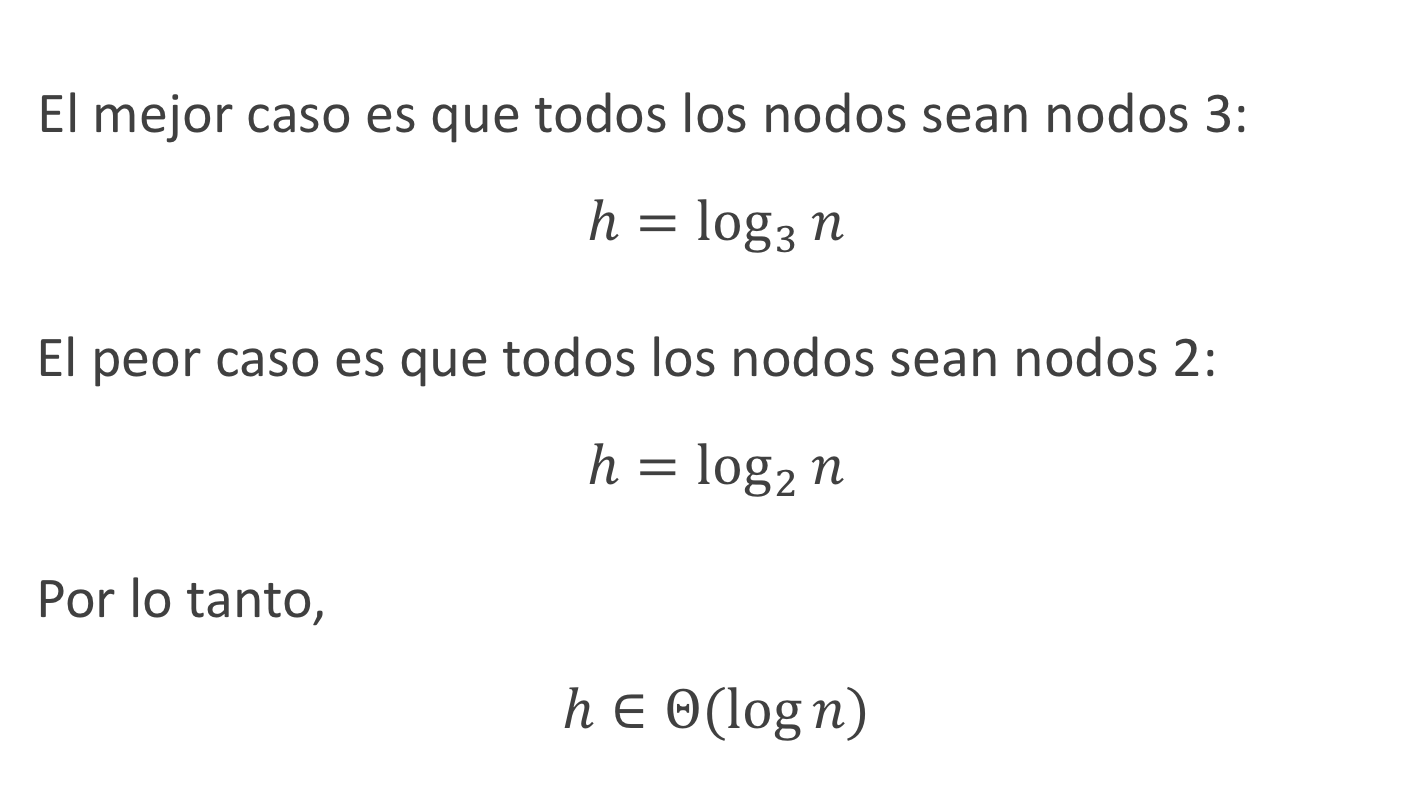 El mejor caso es que todos los nodos sean nodos 3:
h = log₃ n
El peor caso es que todos los nodos sean nodos 2:
h = log₂ n
Por lo tanto,
h ∈ Θ(log n)